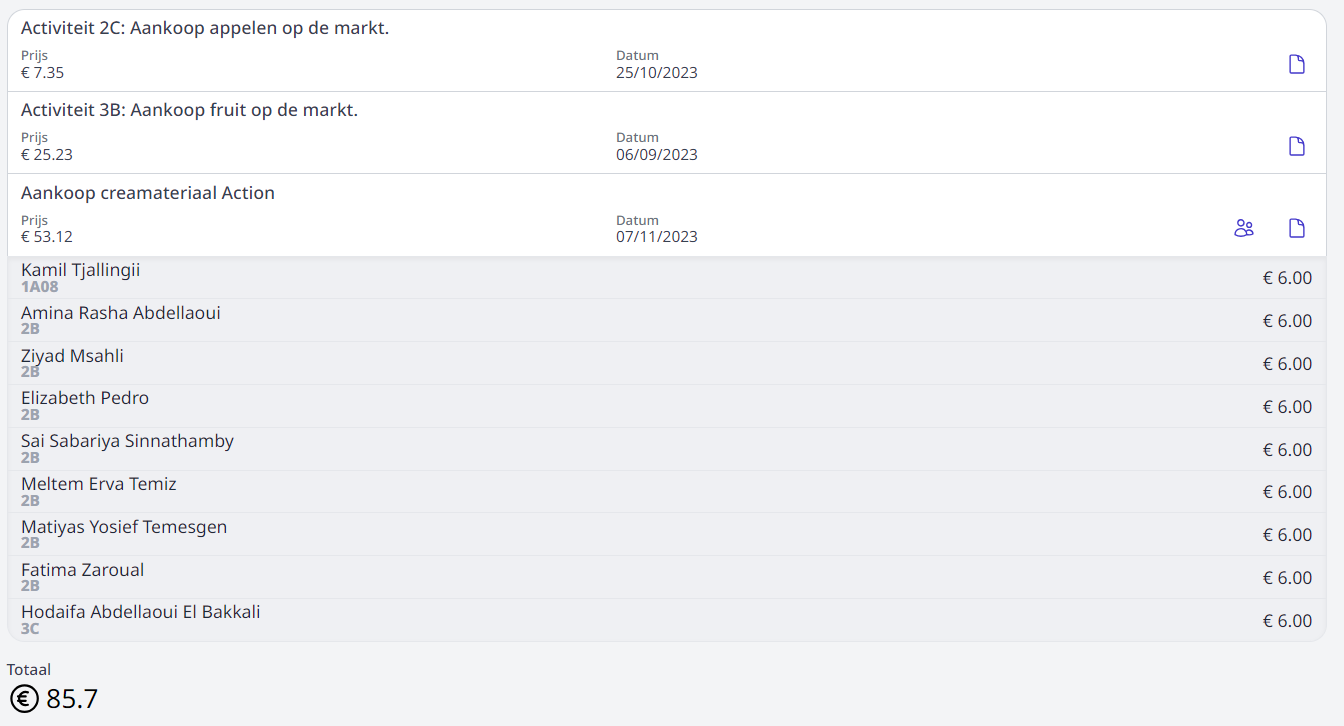 Activiteit 2C: Aankoop appelen op de markt.
Prijs Datum
€ 7.35 25/10/2023
Activiteit 3B: Aankoop fruit op de markt.
Prijs Datum
€ 25.23 06/09/2023
Aankoop creamateriaal Action
Prijs Datum
€ 53.12 07/11/2023
Kamil Tjallingii
1A08 € 6.00
Amina Rasha Abdellaoui
2B € 6.00
Ziyad Msahli
2B € 6.00
Elizabeth Pedro
2B € 6.00
Sai Sabariya Sinnathamby
2B € 6.00
Meltem Erva Temiz
2B € 6.00
Matiyas Yosief Temesgen
2B € 6.00
Fatima Zaroual
2B € 6.00
Hodaifa Abdellaoui El Bakkali
3C € 6.00
Totaal
€ 85.7